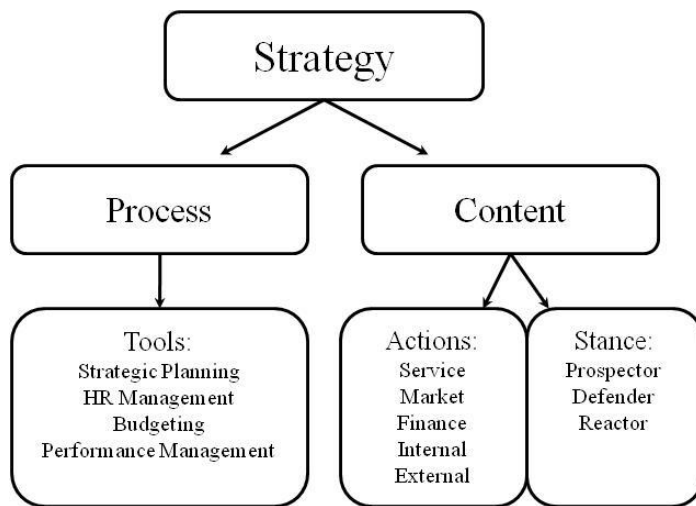 Strategy
Process
Content
Tools:
Strategic Planning
HR Management
Budgeting
Performance Management
Actions:
Service
Market
Finance
Internal
External
Stance:
Prospector
Defender
Reactor